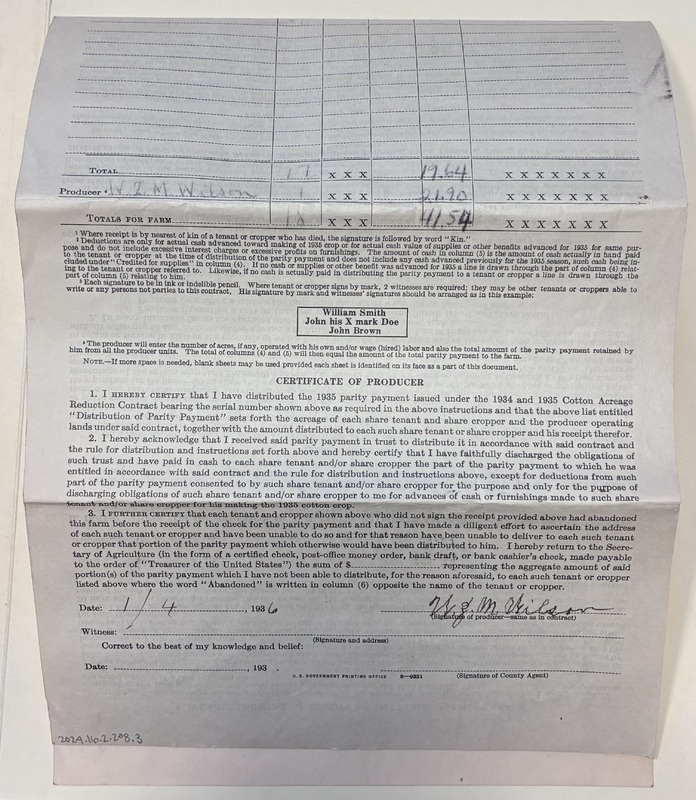 TOTAL 17 x x x 19.64 x x x x x x x
Producer ⁴ W. Z. M. Wilson 1 x x x 21.90 x x x x x x x
TOTALS FOR FARM 18 x x x 41.54 x x x x x x x
¹ Where receipt is by nearest of kin of a tenant or cropper who has died, the signature is followed by word "Kin."
² Deductions are only for actual cash advanced toward making of 1935 crop or for actual cash value of supplies or other benefits advanced for 1935 for same pur-
pose and do not include excessive interest charges or excessive profits on furnishings. The amount of cash in column (5) is the amount of cash actually in hand paid
to the tenant or cropper at time of distribution of the parity payment and does not include any cash advanced previously for the 1935 season, such cash being in-
cluded under "Credited for supplies" in column (4). If no cash or supplies or other benefit was advanced for 1935 a line is drawn through the part of column (4) relat-
ing to the tenant or cropper referred to. Likewise, if no cash is actually paid in distributing the parity payment to a tenant or cropper a line is drawn through the
part of column (5) relating to him.
³ Each signature to be in ink or indelible pencil. Where tenant or cropper signs by mark, 2 witnesses are required; they may be other tenants or croppers able to
write or any persons not parties to this contract. His signature by mark and witnesses' signatures should be arranged as in this example:
William Smith
John his X mark Doe
John Brown
⁴ The producer will enter the number of acres, if any, operated with his own and/or wage (hired) labor and also the total amount of the parity payment retained by
him from all the producer units. The total of columns (4) and (5) will then equal the amount of the total parity payment to the farm.
NOTE.—If more space is needed, blank sheets may be used provided each sheet is identified on its face as a part of this document.
CERTIFICATE OF PRODUCER
1. I HEREBY CERTIFY that I have distributed the 1935 parity payment issued under the 1934 and 1935 Cotton Acreage
Reduction Contract bearing the serial number shown above as required in the above instructions and that the above list entitled
"Distribution of Parity Payment" sets forth the acreage of each share tenant and share cropper and the producer operating
lands under said contract, together with the amount distributed to each such share tenant or share cropper and his receipt therefor.
2. I hereby acknowledge that I received said parity payment in trust to distribute it in accordance with said contract and
the rule for distribution and instructions set forth above and hereby certify that I have faithfully discharged the obligations of
such trust and have paid in cash to each share tenant and/or share cropper the part of the parity payment to which he was
entitled in accordance with said contract and the rule for distribution and instructions above, except for deductions from such
part of the parity payment consented to by such share tenant and/or share cropper for the purpose and only for the purpose of
discharging obligations of such share tenant and/or share cropper to me for advances of cash or furnishings made to such share
tenant and/or share cropper for his making the 1935 cotton crop.
3. I FURTHER CERTIFY that each tenant and cropper shown above who did not sign the receipt provided above had abandoned
this farm before the receipt of the check for the parity payment and that I have made a diligent effort to ascertain the address
of each such tenant or cropper and have been unable to do so and for that reason have been unable to deliver to each such tenant
or cropper that portion of the parity payment which otherwise would have been distributed to him. I hereby return to the Secre-
tary of Agriculture (in the form of a certified check, post-office money order, bank draft, or bank cashier's check, made payable
to the order of "Treasurer of the United States") the sum of $ representing the aggregate amount of said
portion(s) of the parity payment which I have not been able to distribute, for the reason aforesaid, to each such tenant or cropper
listed above where the word "Abandoned" is written in column (6) opposite the name of the tenant or cropper.
Date: 1/4, 1936 W. Z. M. Wilson
(Signature of producer—same as in contract)
Witness:
(Signature and address)
Correct to the best of my knowledge and belief:
Date: , 193 .
U. S. GOVERNMENT PRINTING OFFICE 8—9331 (Signature of County Agent)
2024.16.2.208.3